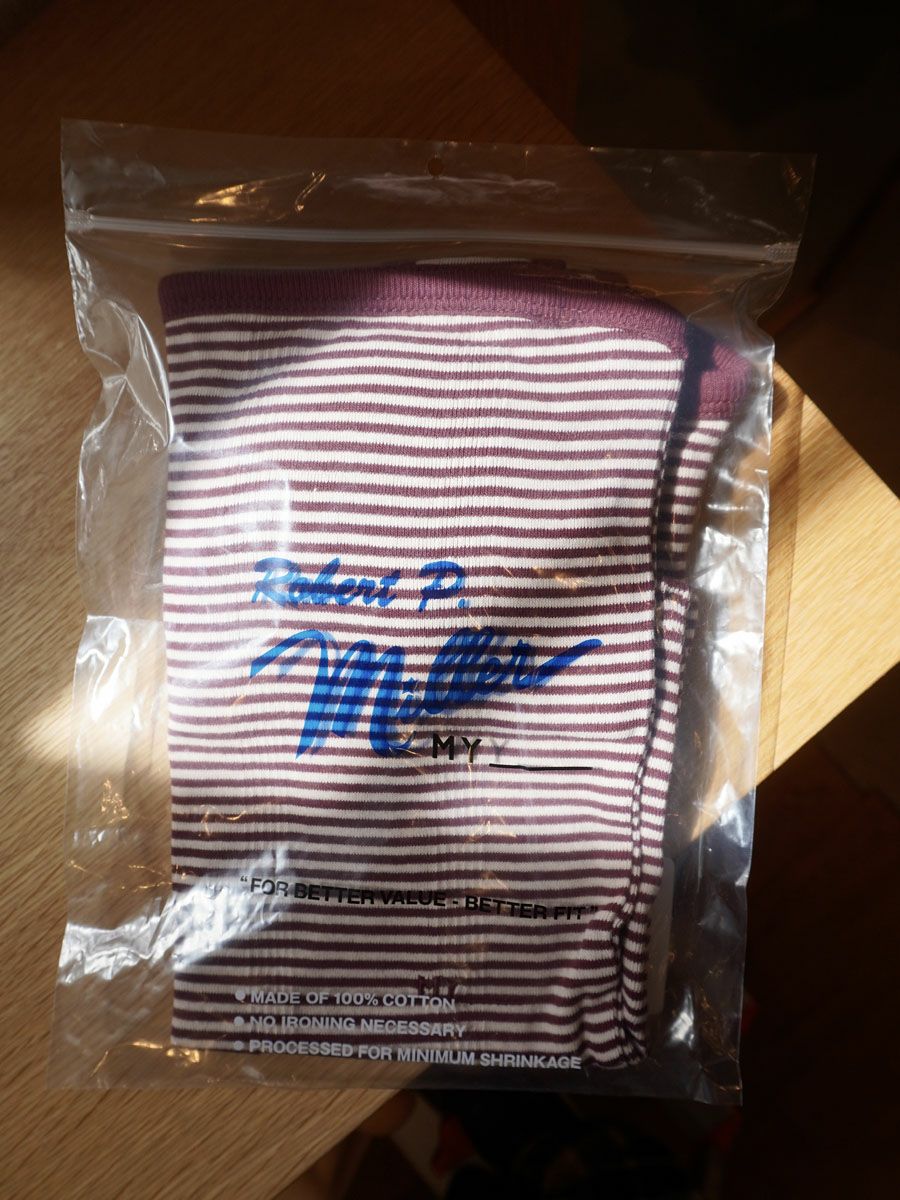 Robert P.
Miller
MY
"FOR BETTER VALUE - BETTER FIT"
MY
• MADE OF 100% COTTON
• NO IRONING NECESSARY
• PROCESSED FOR MINIMUM SHRINKAGE